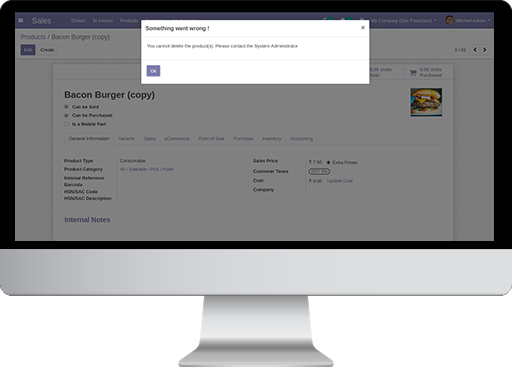 Sales
Orders To Invoice Products
My Company (San Francisco) Mitchell Admin
Products / Bacon Burger (copy)
Edit Create
Something went wrong !
×
You cannot delete the product(s). Please contact the System Administrator
Ok
0.00 Units
Purchased
Bacon Burger (copy)
Can be Sold
Can be Purchased
Is a Mobile Part
General Information Variants Sales eCommerce Point of Sale Purchase Inventory Accounting
Product Type Consumable
Product Category All / Saleable / PoS / Food
Internal Reference
Barcode
HSN/SAC Code
HSN/SAC Description
Sales Price ₹ 7.50 Extra Prices
Customer Taxes
Cost ₹ 0.00 Update Cost
Company
Internal Notes